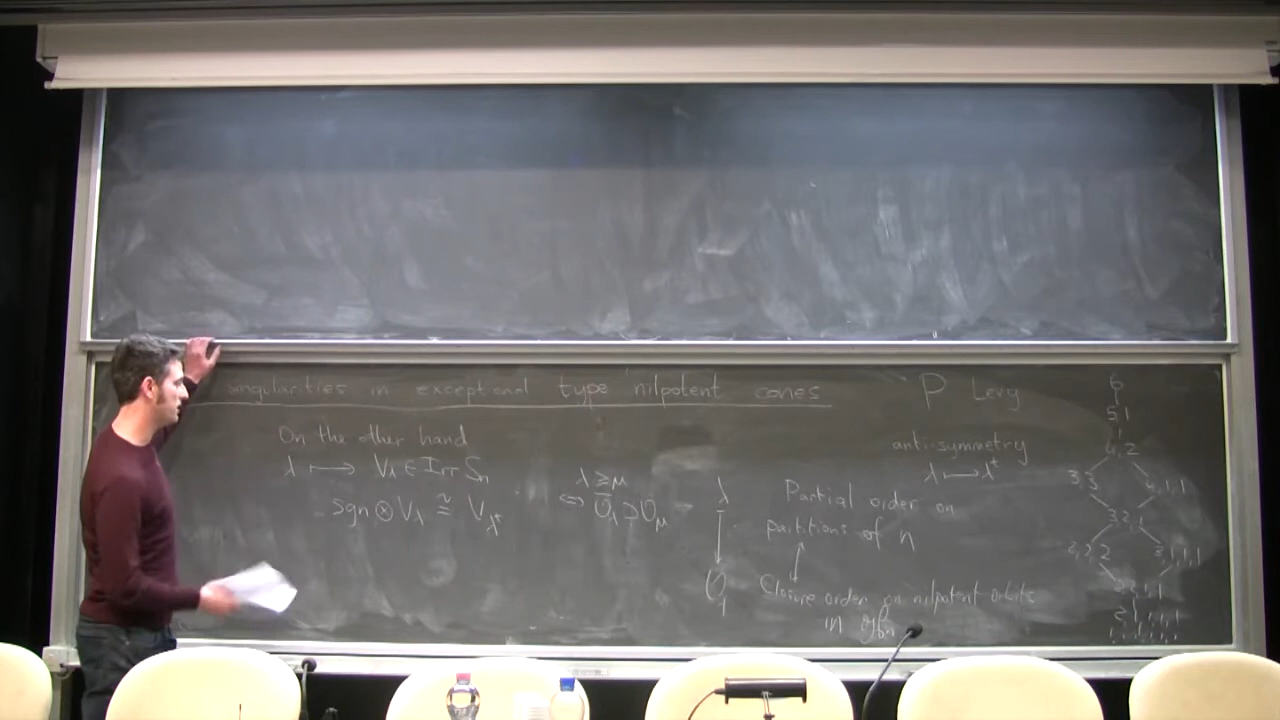 singularities in exceptional type nilpotent cones
P Levy
On the other hand
λ ⟼ V_λ ∈ Irr S_n
sgn ⊗ V_λ ≅ V_λ*
λ ≥ μ
⇔ O̅_λ ⊇ O_μ
λ
↓
O_λ
Partial order on
partitions of n
↕
Closure order on nilpotent orbits
in
anti-symmetry
λ ⟼ λ*
6
5,1
4,2
3,3 4,1,1
3,2,1
2,2,2 3,1,1,1
2,2,1,1
1,1,1,1,1,1